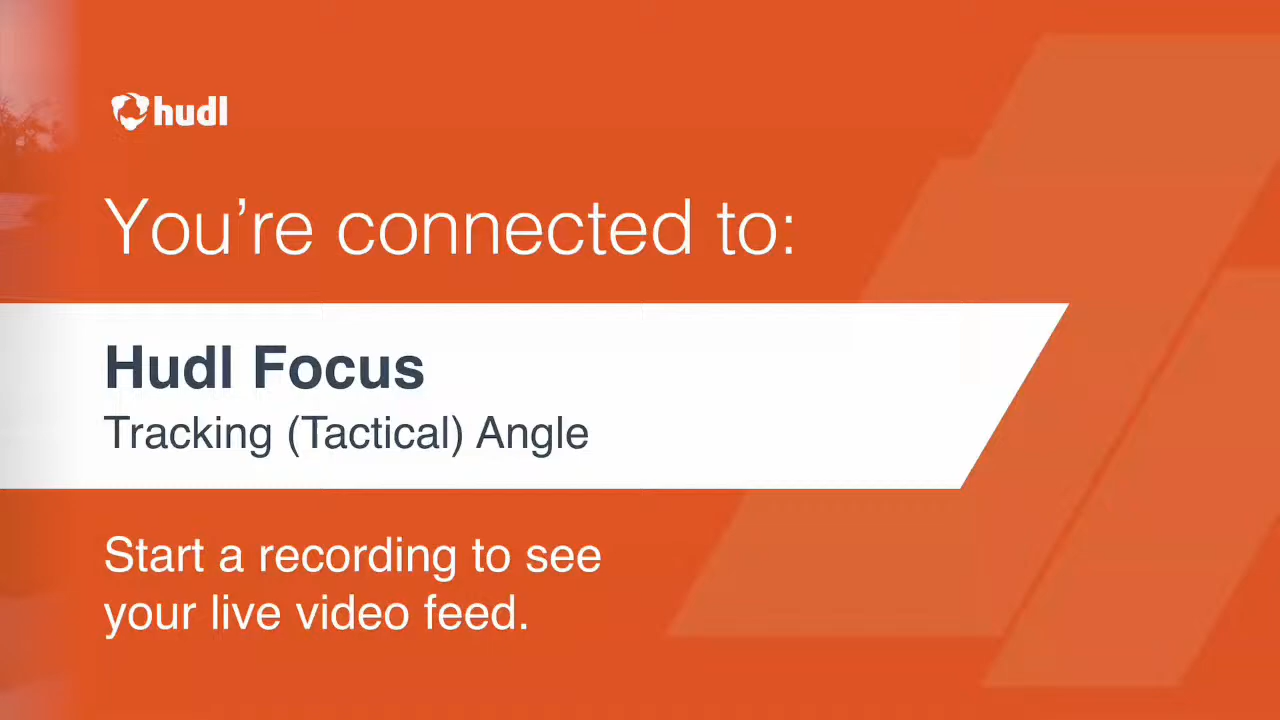 hudl
You’re connected to:
Hudl Focus
Tracking (Tactical) Angle
Start a recording to see
your live video feed.